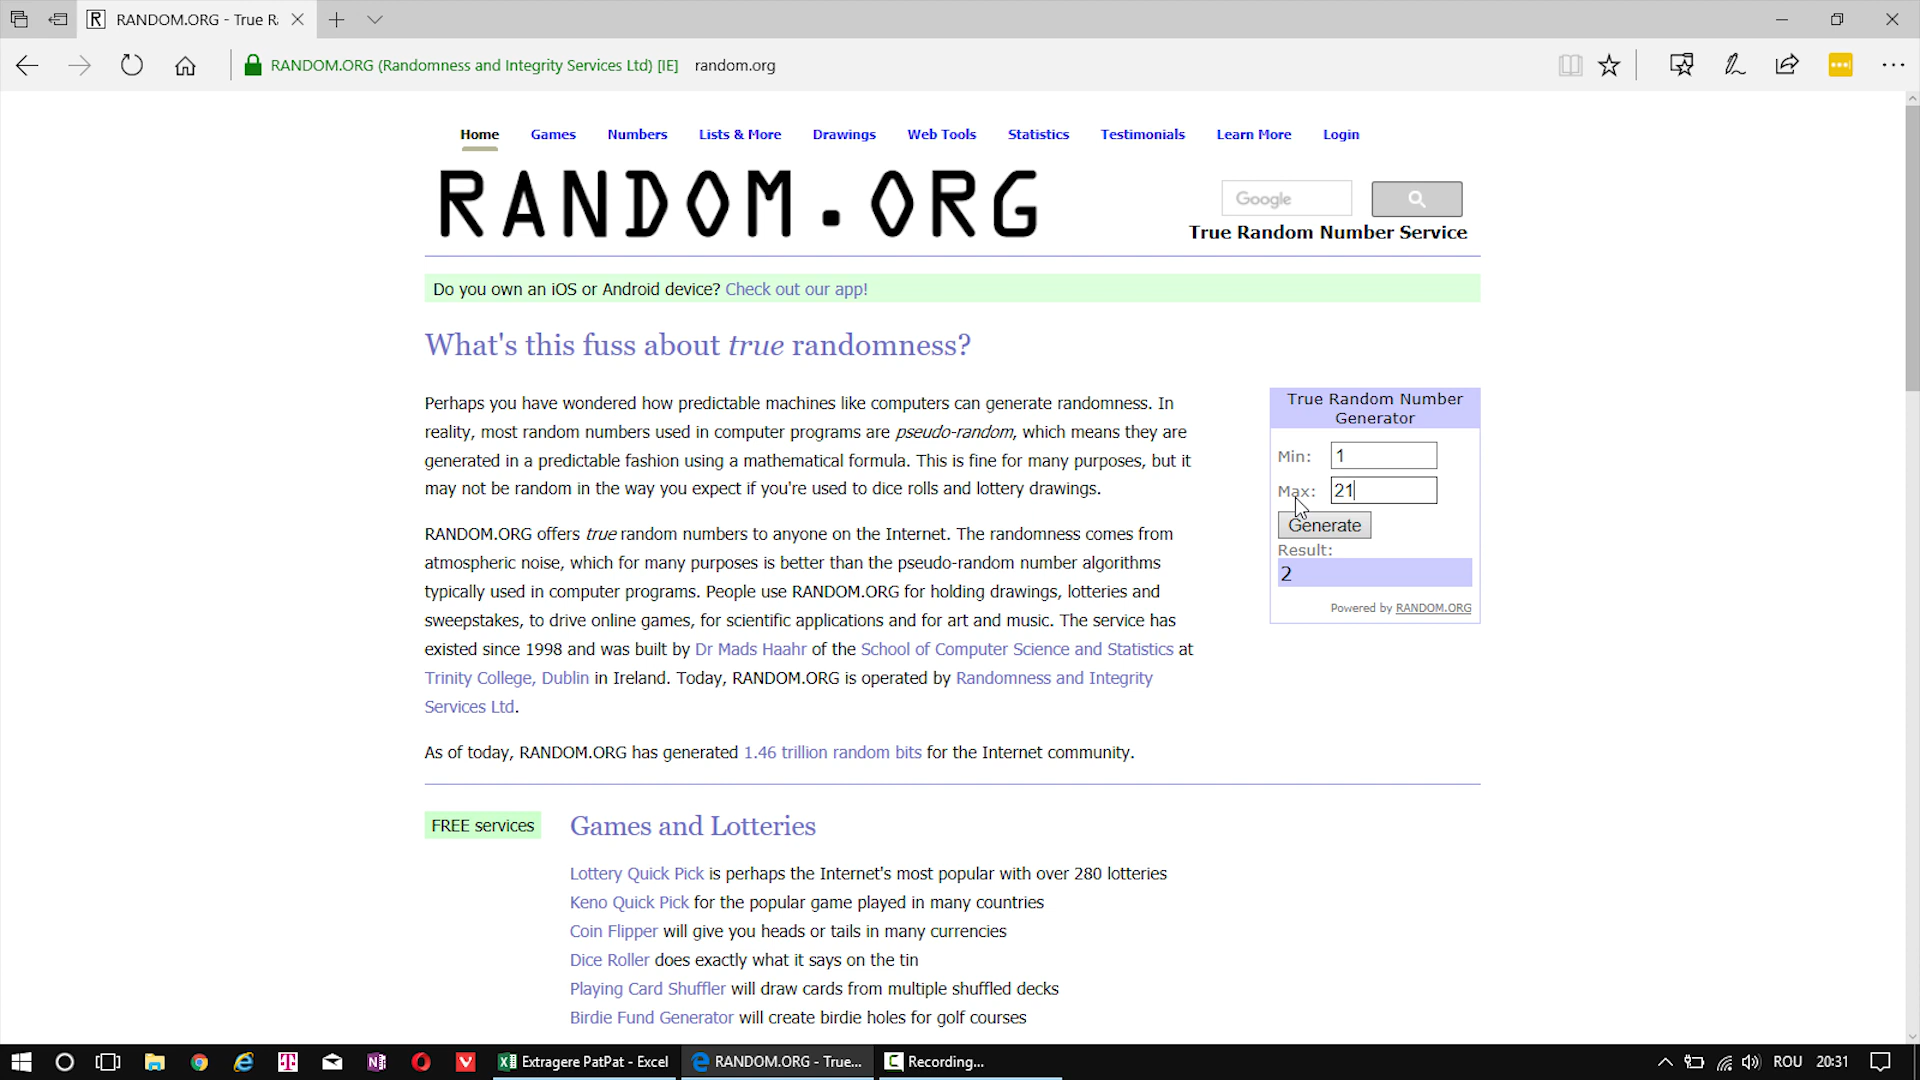 RANDOM.ORG - True R
RANDOM.ORG (Randomness and Integrity Services Ltd) [IE] random.org
Home Games Numbers Lists & More Drawings Web Tools Statistics Testimonials Learn More Login
RANDOM.ORG
Google
True Random Number Service
Do you own an iOS or Android device? Check out our app!
What's this fuss about true randomness?
Perhaps you have wondered how predictable machines like computers can generate randomness. In
reality, most random numbers used in computer programs are pseudo-random, which means they are
generated in a predictable fashion using a mathematical formula. This is fine for many purposes, but it
may not be random in the way you expect if you're used to dice rolls and lottery drawings.
RANDOM.ORG offers true random numbers to anyone on the Internet. The randomness comes from
atmospheric noise, which for many purposes is better than the pseudo-random number algorithms
typically used in computer programs. People use RANDOM.ORG for holding drawings, lotteries and
sweepstakes, to drive online games, for scientific applications and for art and music. The service has
existed since 1998 and was built by Dr Mads Haahr of the School of Computer Science and Statistics at
Trinity College, Dublin in Ireland. Today, RANDOM.ORG is operated by Randomness and Integrity
Services Ltd.
As of today, RANDOM.ORG has generated 1.46 trillion random bits for the Internet community.
True Random Number
Generator
Min: 1
Max: 21
Generate
Result:
2
Powered by RANDOM.ORG
FREE services
Games and Lotteries
Lottery Quick Pick is perhaps the Internet's most popular with over 280 lotteries
Keno Quick Pick for the popular game played in many countries
Coin Flipper will give you heads or tails in many currencies
Dice Roller does exactly what it says on the tin
Playing Card Shuffler will draw cards from multiple shuffled decks
Birdie Fund Generator will create birdie holes for golf courses
Extragere PatPat - Excel RANDOM.ORG - True... Recording... ROU 20:31